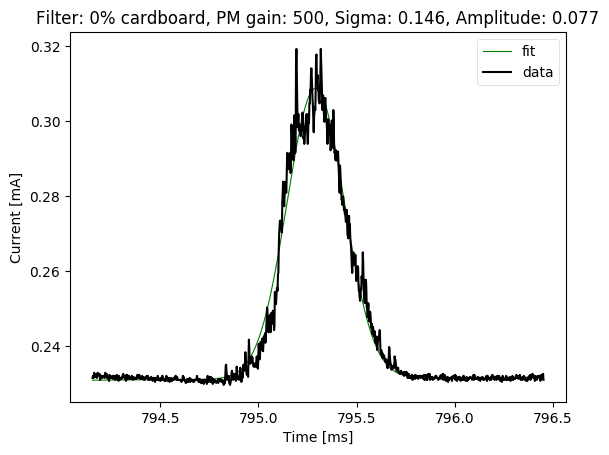 Filter: 0% cardboard, PM gain: 500, Sigma: 0.146, Amplitude: 0.077
fit
data
0.32
0.30
0.28
0.26
0.24
Current [mA]
794.5 795.0 795.5 796.0 796.5
Time [ms]